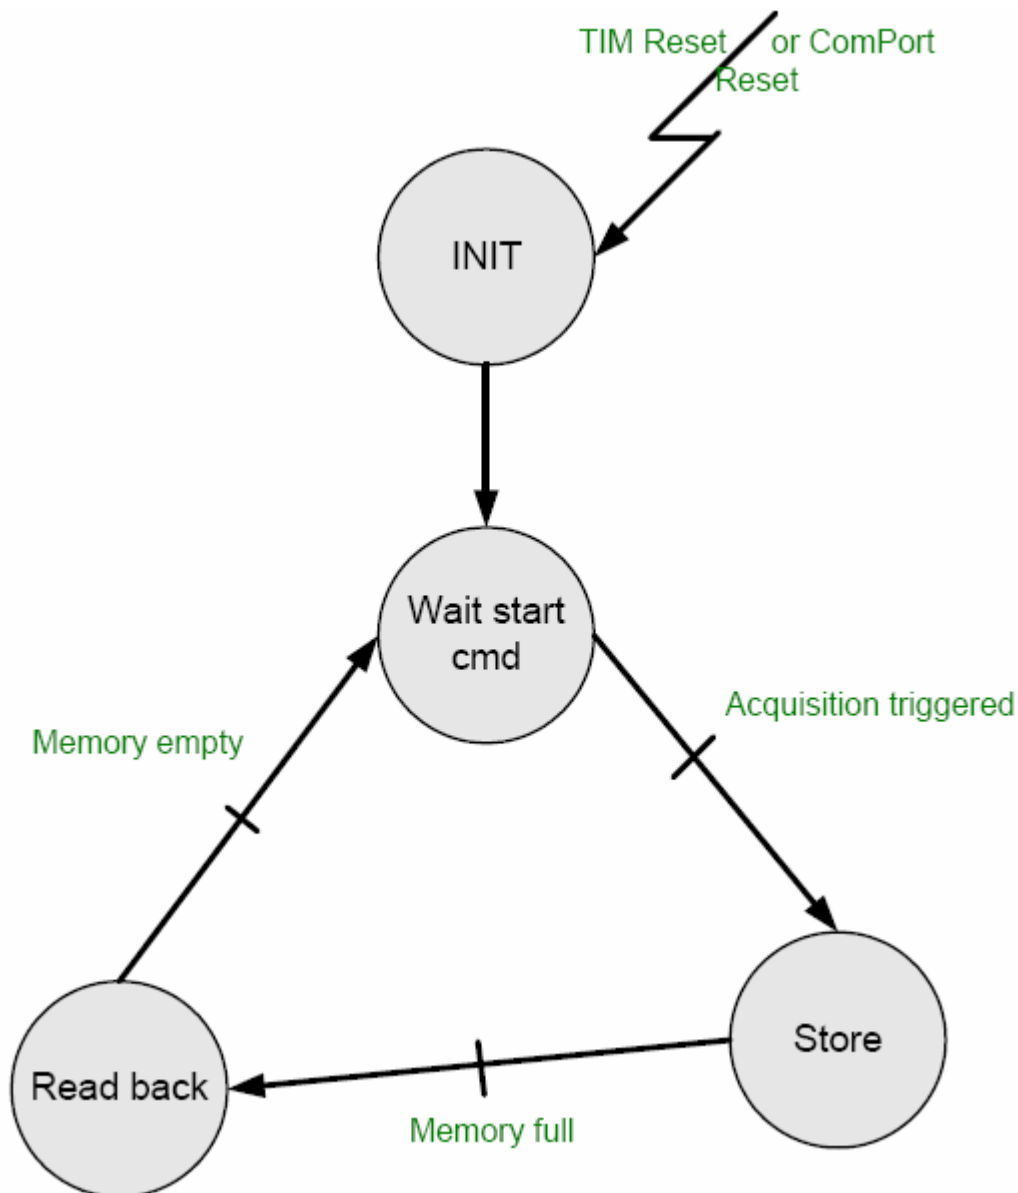 TIM Reset or ComPort
Reset
INIT
Wait start
cmd
Acquisition triggered
Memory empty
Store
Read back
Memory full